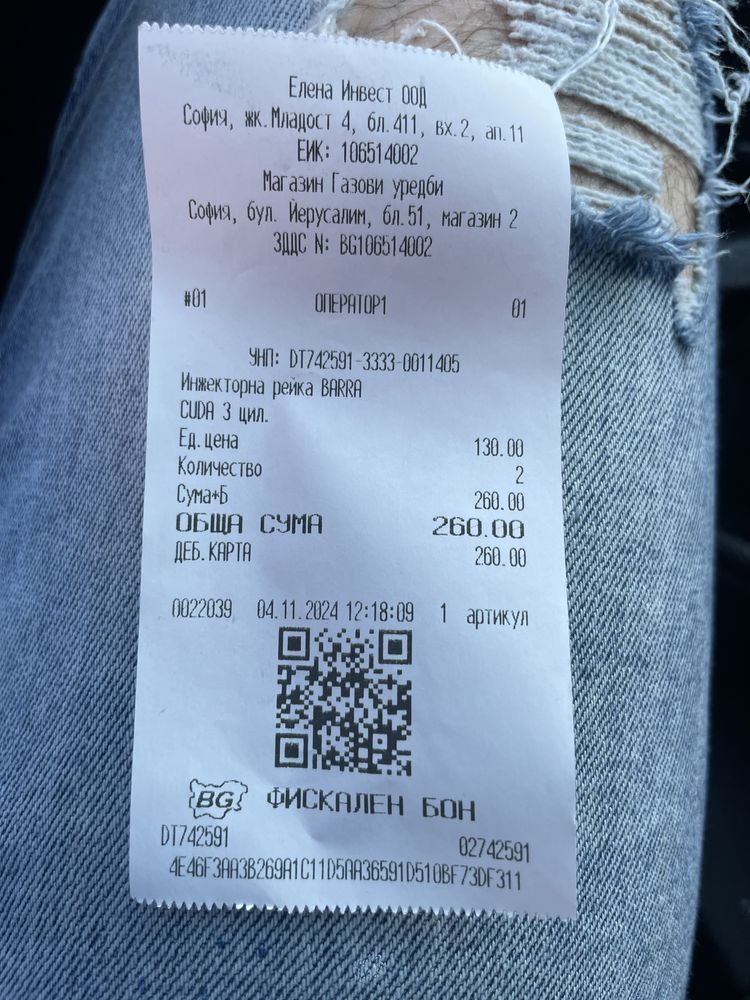 Елена Инвест ООД
София, жк.Младост 4, бл.411, вх.2, ап.11
ЕИК: 106514002
Магазин Газови уредби
София, бул. Йерусалим, бл.51, магазин 2
ЗДДС N: BG106514002
#01 ОПЕРАТОР1 01
УНП: DT742591-3333-0011405
Инжекторна рейка BARRA
CUDA 3 цил.
Ед.цена 130.00
Количество 2
Сума*Б 260.00
ОБЩА СУМА 260.00
ДЕБ.КАРТА 260.00
0022039 04.11.2024 12:18:09 1 артикул
BG ФИСКАЛЕН БОН
DT742591 02742591
4E46F3AA3B269A1C11D5AA36591D510BF73DF311